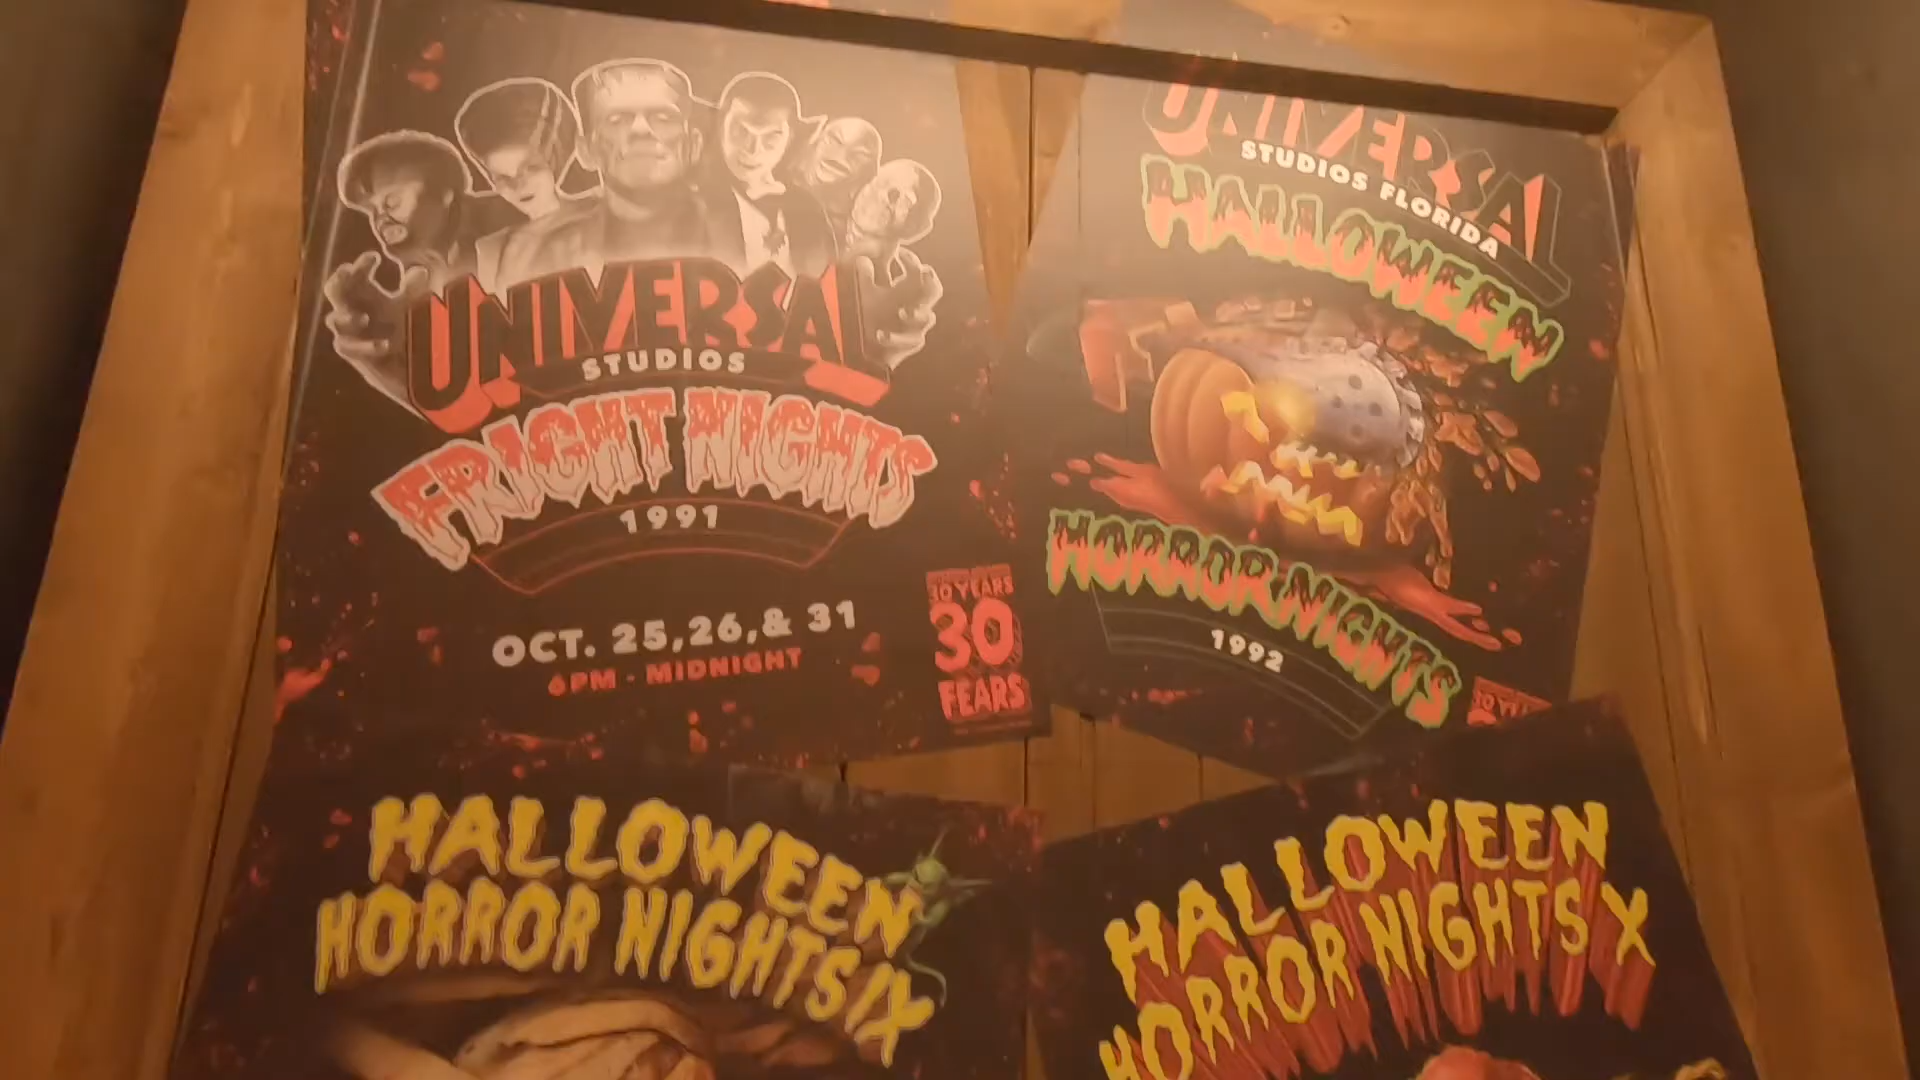 UNIVERSAL
STUDIOS
FRIGHT NIGHTS
1991
OCT. 25,26,& 31
6PM - MIDNIGHT
30 YEARS
30
FEARS
UNIVERSAL
STUDIOS FLORIDA
HALLOWEEN
HORROR NIGHTS
1992
30
HALLOWEEN
HORROR NIGHTS IX
HALLOWEEN
HORROR NIGHTS X